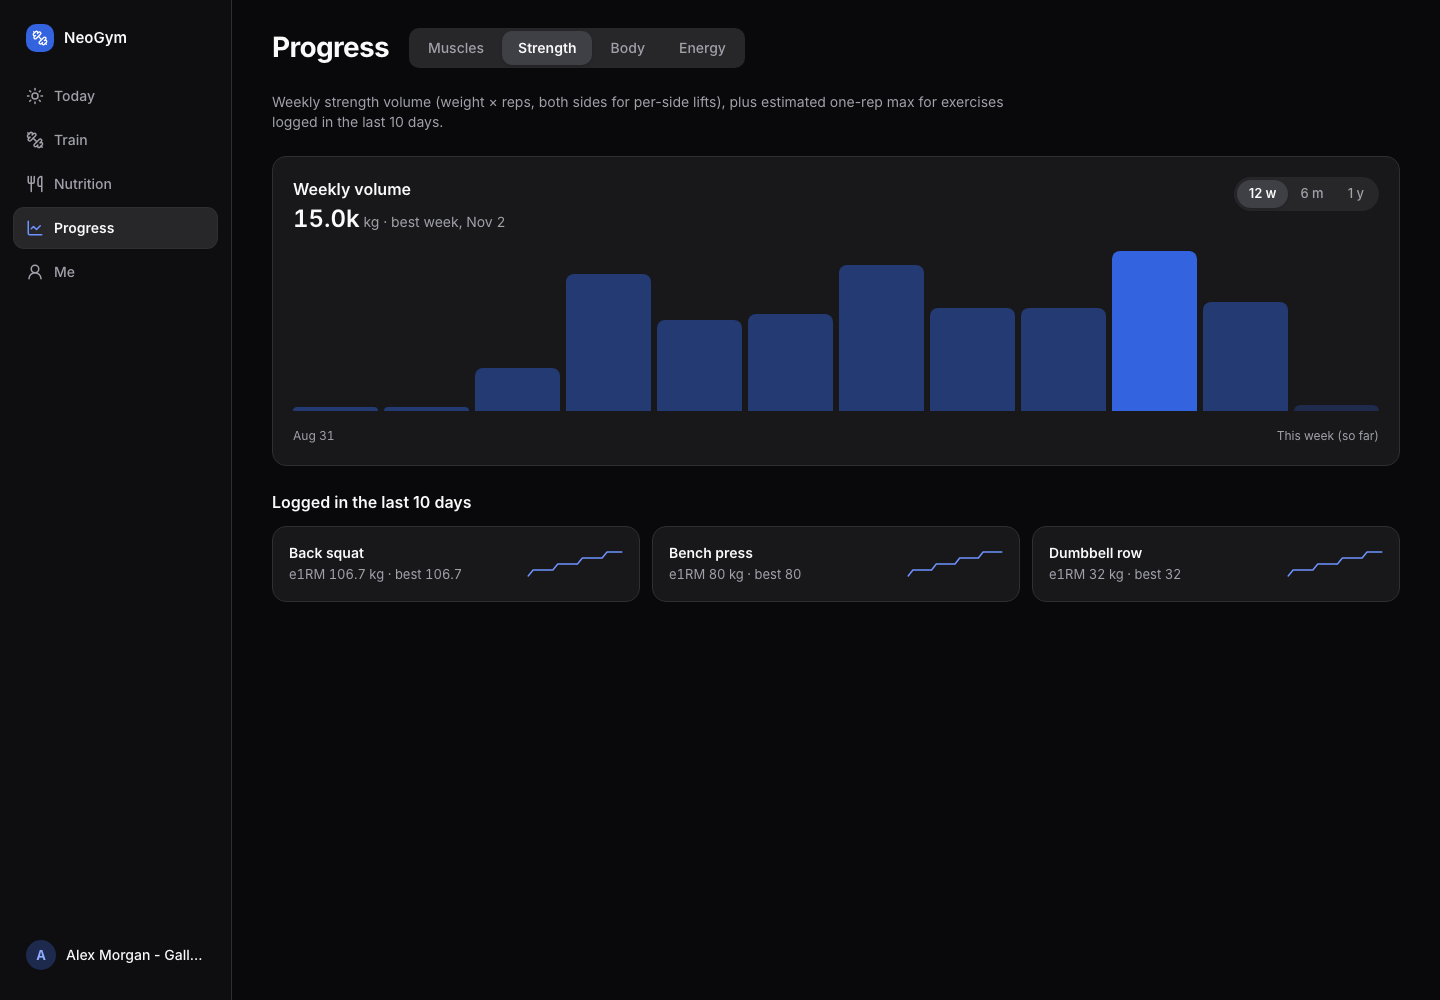 NeoGym
Today
Train
Nutrition
Progress
Me
Alex Morgan - Gall...
A
Progress
Muscles
Strength
Body
Energy
Weekly strength volume (weight × reps, both sides for per-side lifts), plus estimated one-rep max for exercises
logged in the last 10 days.
Weekly volume
15.0k kg · best week, Nov 2
12 w
6 m
1 y
Aug 31
This week (so far)
Logged in the last 10 days
Back squat
e1RM 106.7 kg · best 106.7
Bench press
e1RM 80 kg · best 80
Dumbbell row
e1RM 32 kg · best 32